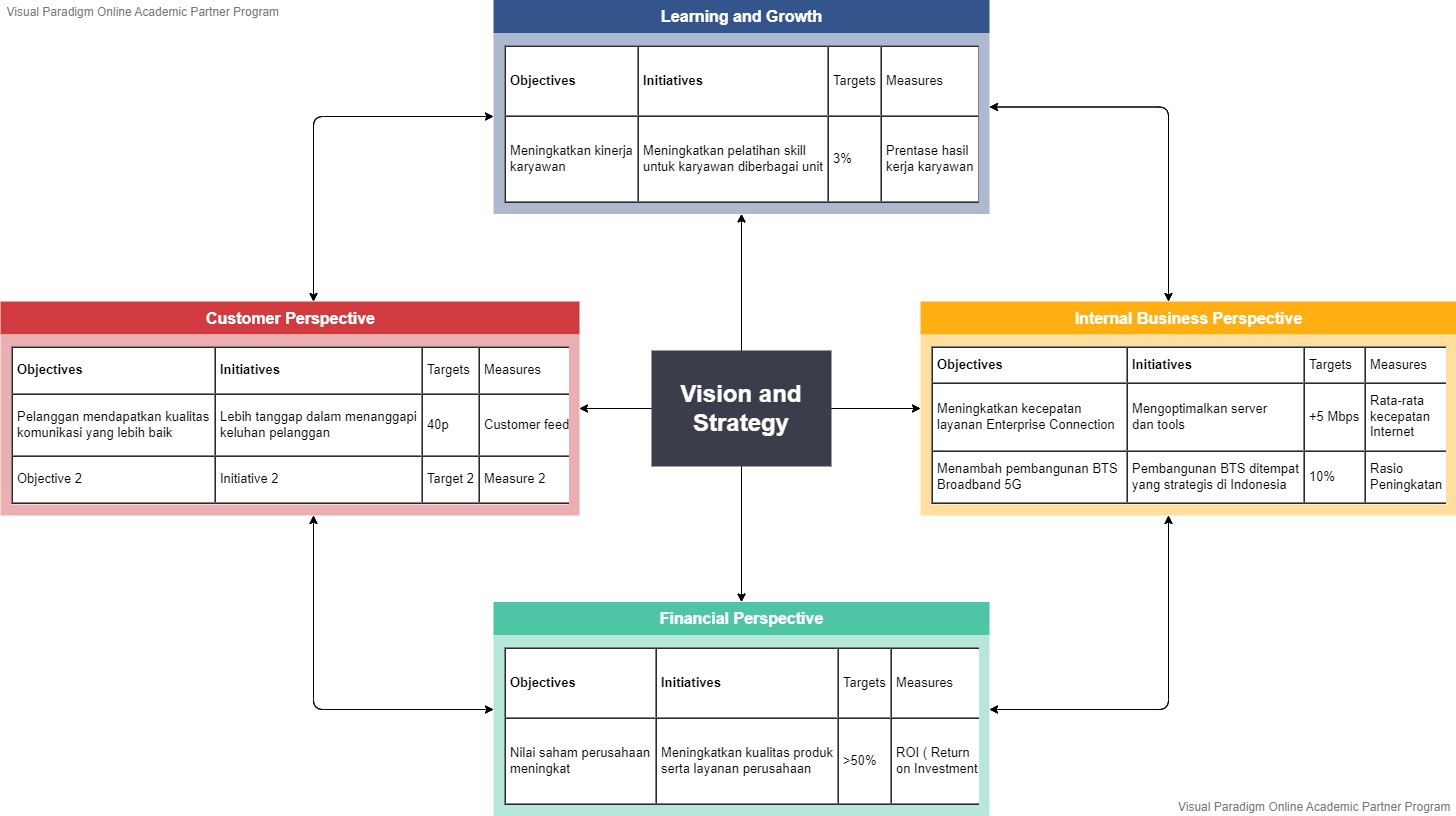 Visual Paradigm Online Academic Partner Program
Learning and Growth
Objectives
Initiatives
Targets
Measures
Meningkatkan kinerja
karyawan
Meningkatkan pelatihan skill
untuk karyawan diberbagai unit
3%
Prentase hasil
kerja karyawan
Customer Perspective
Objectives
Initiatives
Targets
Measures
Pelanggan mendapatkan kualitas
komunikasi yang lebih baik
Lebih tanggap dalam menanggapi
keluhan pelanggan
40p
Customer feed
Objective 2
Initiative 2
Target 2
Measure 2
Vision and
Strategy
Internal Business Perspective
Objectives
Initiatives
Targets
Measures
Meningkatkan kecepatan
layanan Enterprise Connection
Mengoptimalkan server
dan tools
+5 Mbps
Rata-rata
kecepatan
Internet
Menambah pembangunan BTS
Broadband 5G
Pembangunan BTS ditempat
yang strategis di Indonesia
10%
Rasio
Peningkatan
Financial Perspective
Objectives
Initiatives
Targets
Measures
Nilai saham perusahaan
meningkat
Meningkatkan kualitas produk
serta layanan perusahaan
>50%
ROI ( Return
on Investment
Visual Paradigm Online Academic Partner Program